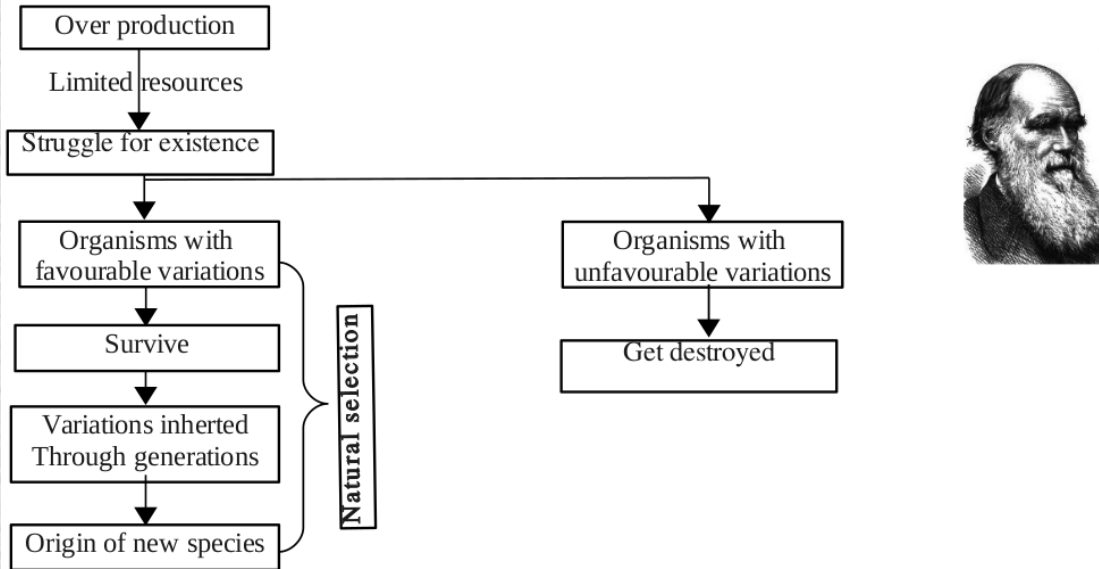 Over production
Limited resources
Struggle for existence
Organisms with
favourable variations
Survive
Variations inherted
Through generations
Origin of new species
Natural selection
Organisms with
unfavourable variations
Get destroyed